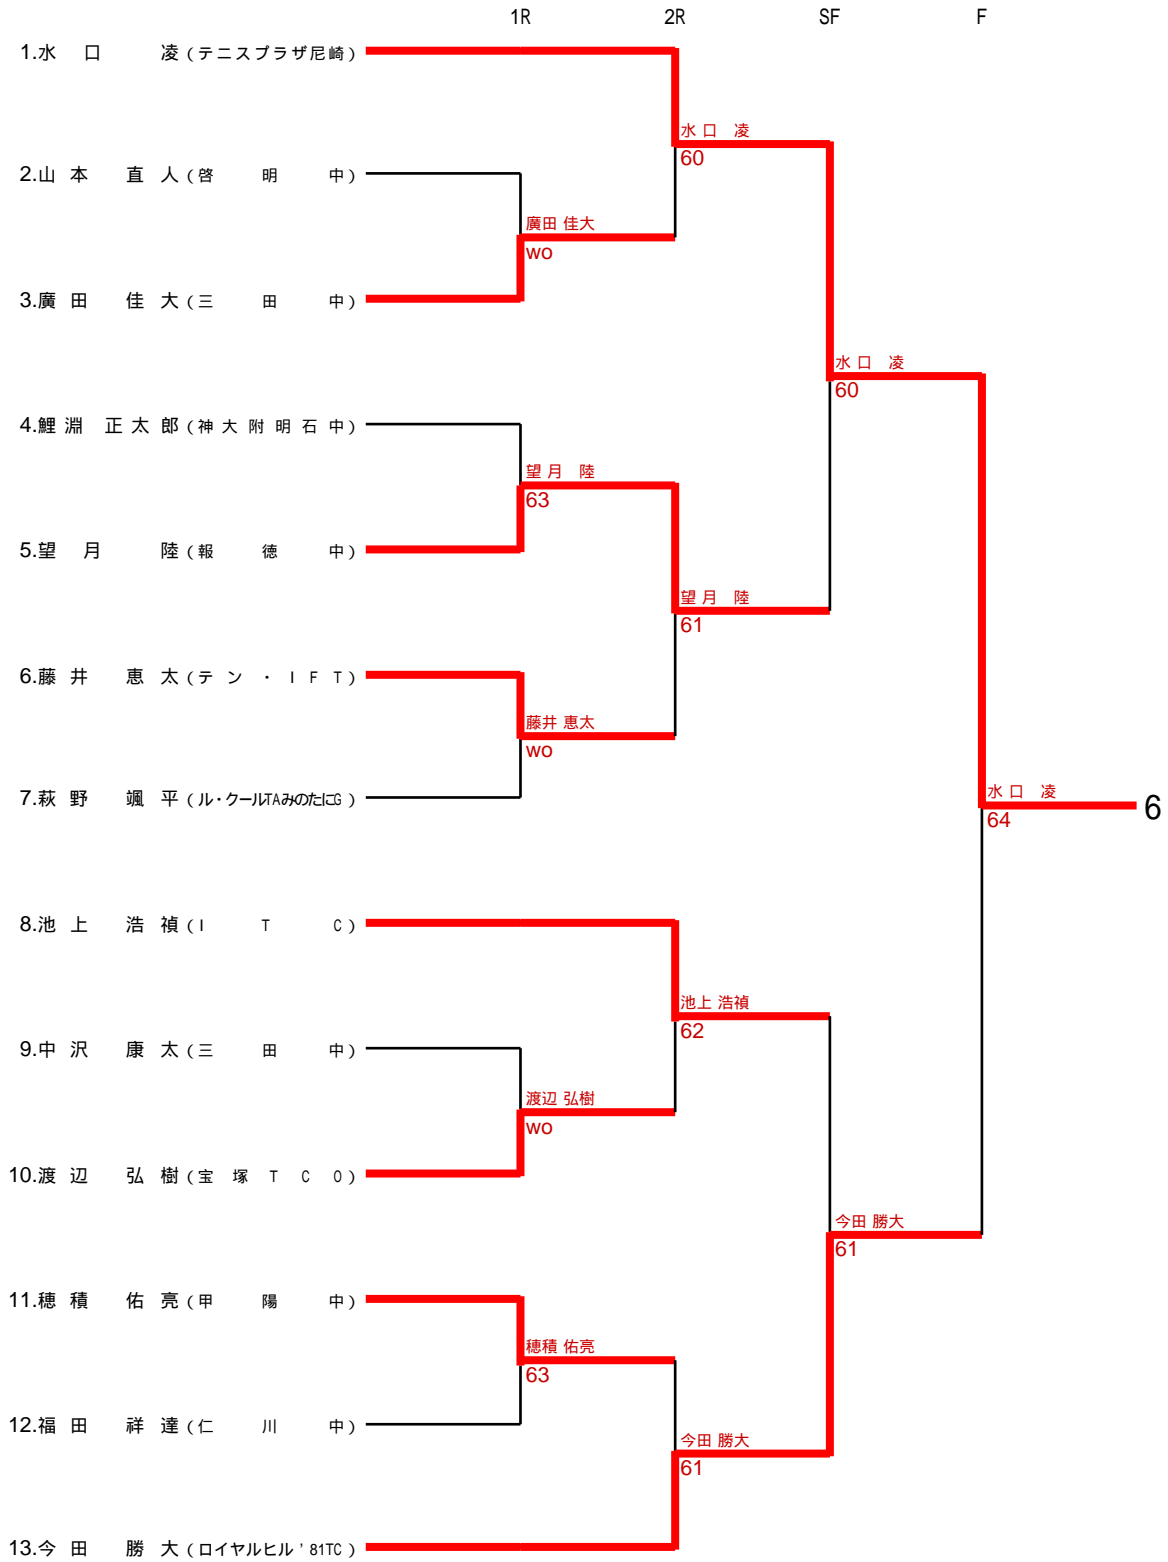 1R 2R SF F
1.水 口 凌 (テニスプラザ尼崎)
水 口 凌
60
2.山 本 直 人 (啓 明 中)
廣田 佳大
wo
3.廣 田 佳 大 (三 田 中)
水 口 凌
60
4.鯉 淵 正 太 郎 (神 大 附 明 石 中)
望 月 陸
63
5.望 月 陸 (報 徳 中)
望 月 陸
61
6.藤 井 恵 太 (テ ン ・ I F T)
藤井 恵太
wo
7.萩 野 颯 平 (ル・クールTAみのたにG)
水 口 凌
64
6
8.池 上 浩 禎 (I T C)
池上 浩禎
62
9.中 沢 康 太 (三 田 中)
渡辺 弘樹
wo
10.渡 辺 弘 樹 (宝 塚 T C O)
今田 勝大
61
11.穂 積 佑 亮 (甲 陽 中)
穂積 佑亮
63
12.福 田 祥 達 (仁 川 中)
今田 勝大
61
13.今 田 勝 大 (ロイヤルヒル'81TC)